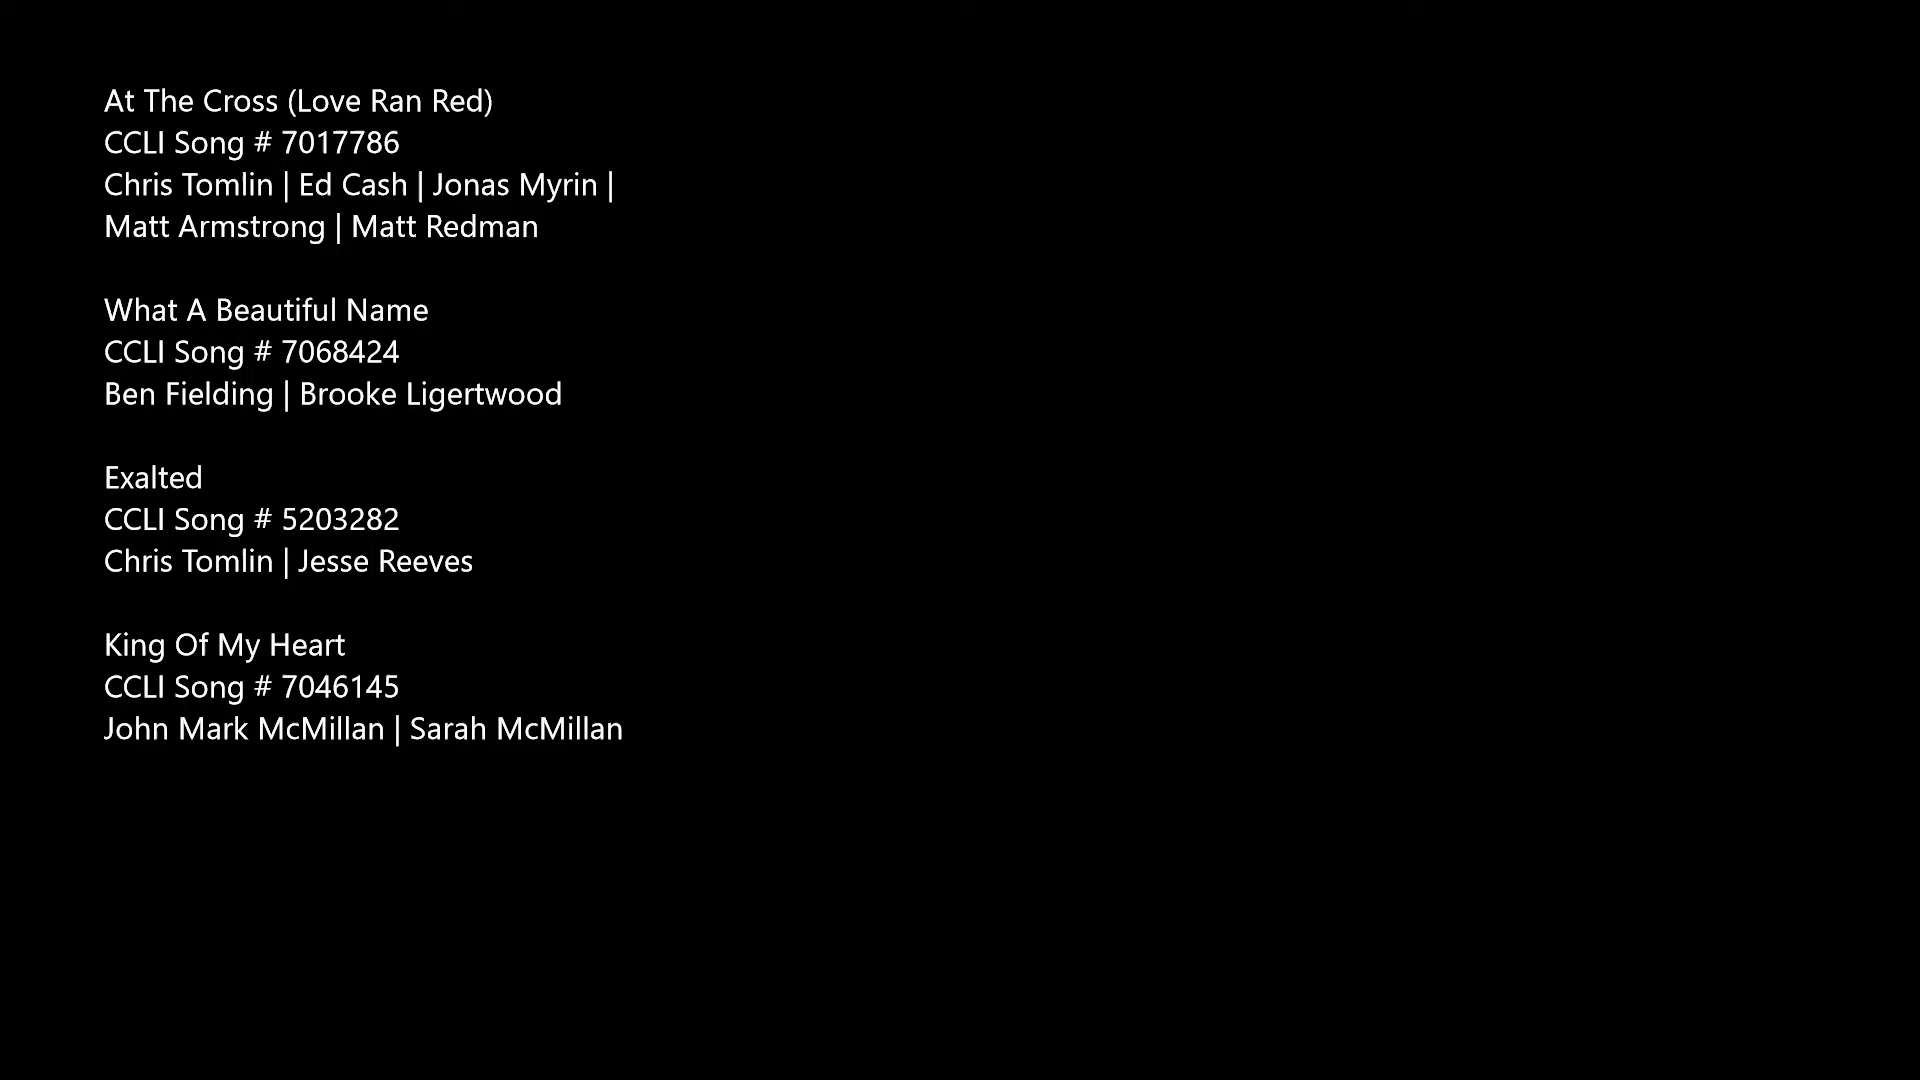 At The Cross (Love Ran Red)
CCLI Song # 7017786
Chris Tomlin | Ed Cash | Jonas Myrin |
Matt Armstrong | Matt Redman
What A Beautiful Name
CCLI Song # 7068424
Ben Fielding | Brooke Ligertwood
Exalted
CCLI Song # 5203282
Chris Tomlin | Jesse Reeves
King Of My Heart
CCLI Song # 7046145
John Mark McMillan | Sarah McMillan